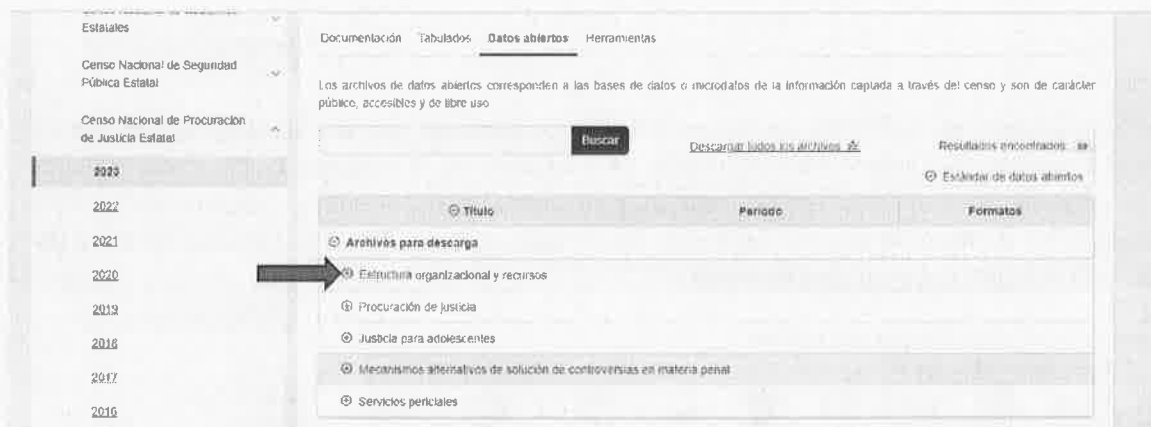 Estatales
Censo Nacional de Seguridad
Pública Estatal
Censo Nacional de Procuración
de Justicia Estatal
2023
2022
2021
2020
2019
2018
2017
2016
Documentación Tabulados Datos abiertos Herramientas
Los archivos de datos abiertos corresponden a las bases de datos o microdatos de la información captada a través del censo y son de carácter
público, accesibles y de libre uso
Buscar
Descargar todos los archivos
Resultados encontrados:
Estándar de datos abiertos
Título Periodo Formatos
Archivos para descarga
Estructura organizacional y recursos
Procuración de justicia
Justicia para adolescentes
Mecanismos alternativos de solución de controversias en materia penal
Servicios periciales